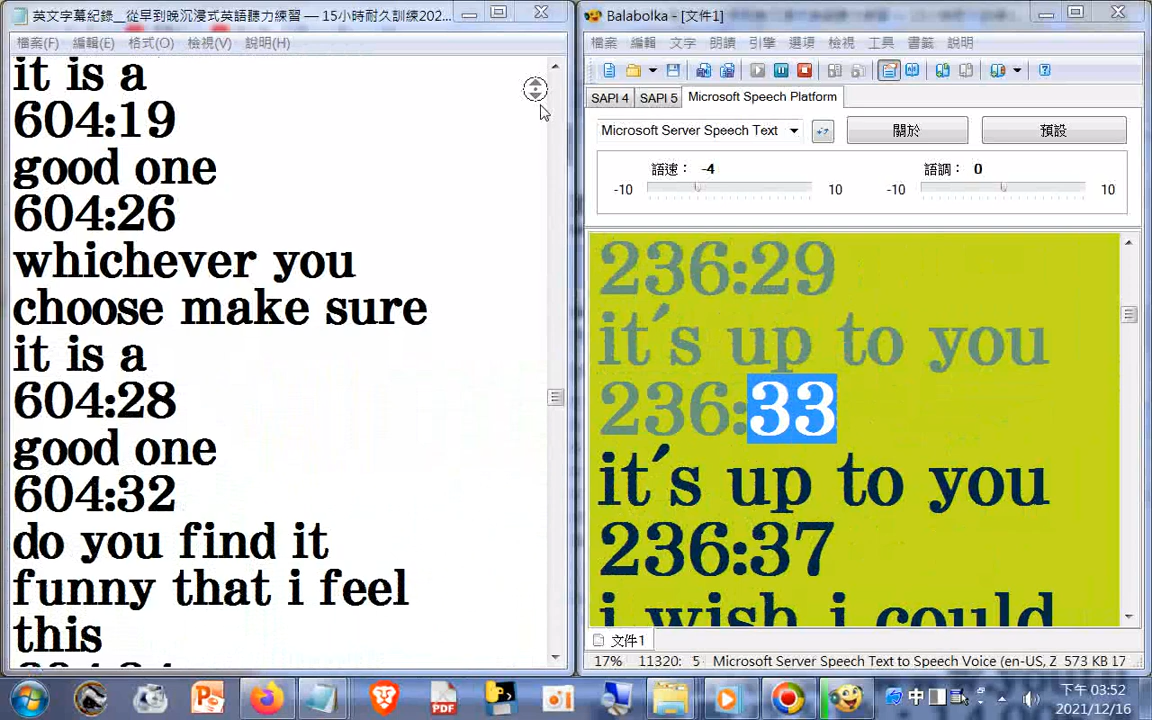 英文字幕紀錄__從早到晚沉浸式英語聽力練習 — 15小時耐久訓練202...
檔案(F) 編輯(E) 格式(O) 檢視(V) 說明(H)
it is a
604:19
good one
604:26
whichever you
choose make sure
it is a
604:28
good one
604:32
do you find it
funny that i feel
this
Balabolka - [文件1]
檔案 編輯 文字 朗讀 引擎 選項 檢視 工具 書籤 說明
SAPI 4 SAPI 5 Microsoft Speech Platform
Microsoft Server Speech Text 關於 預設
語速： -4 語調： 0
-10 10 -10 10
236:29
it's up to you
236:33
it's up to you
236:37
i wish i could
文件1
17% 11320: 5 Microsoft Server Speech Text to Speech Voice (en-US, Z 573 KB 17
PDF
中
下午 03:52
2021/12/16